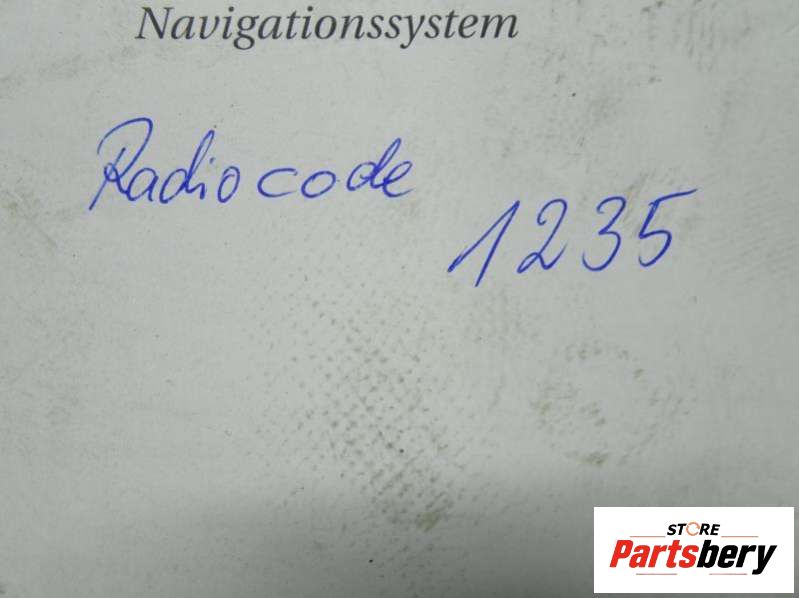 Navigationssystem
Radiocode
1235
STORE
Partsbery